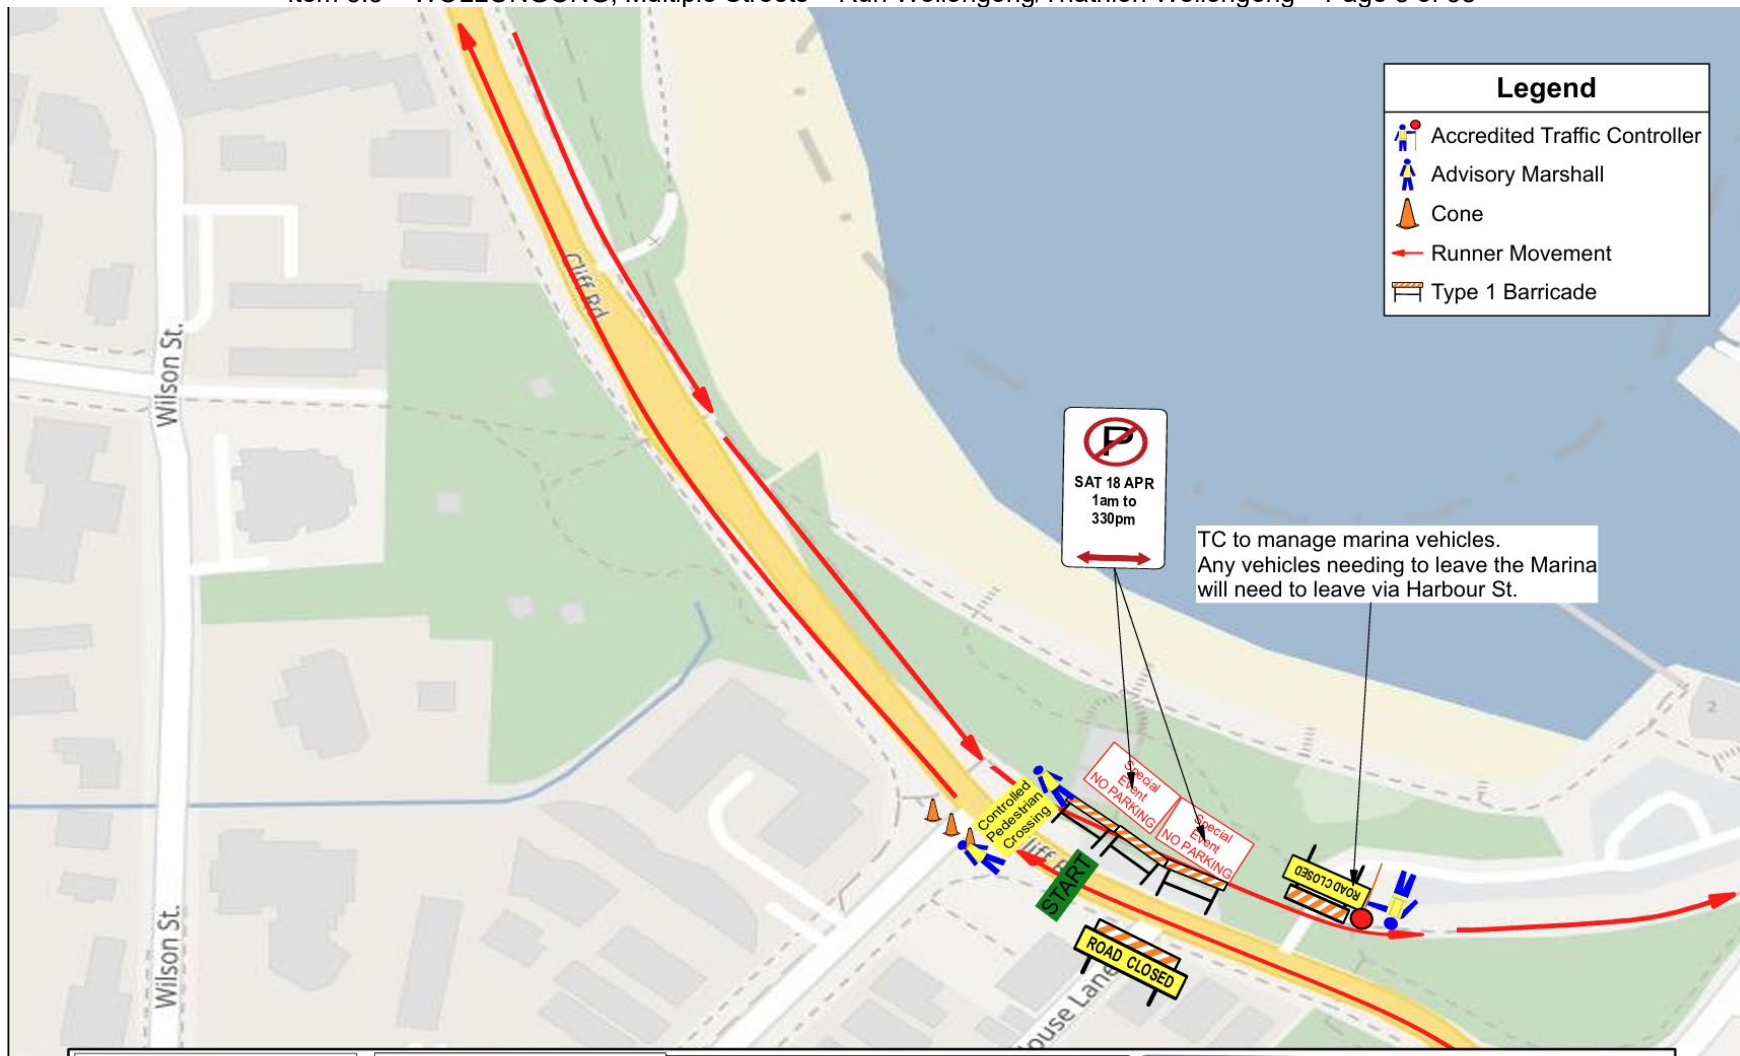 Legend
Accredited Traffic Controller
Advisory Marshall
Cone
Runner Movement
Type 1 Barricade
Cliff Rd
Wilson St.
P
SAT 18 APR
1am to
330pm
TC to manage marina vehicles.
Any vehicles needing to leave the Marina
will need to leave via Harbour St.
2
Special
Event
NO PARKING
Special
Event
NO PARKING
Controlled
Pedestrian
Crossing
START
ROAD CLOSED
ROAD CLOSED
Wilson St.